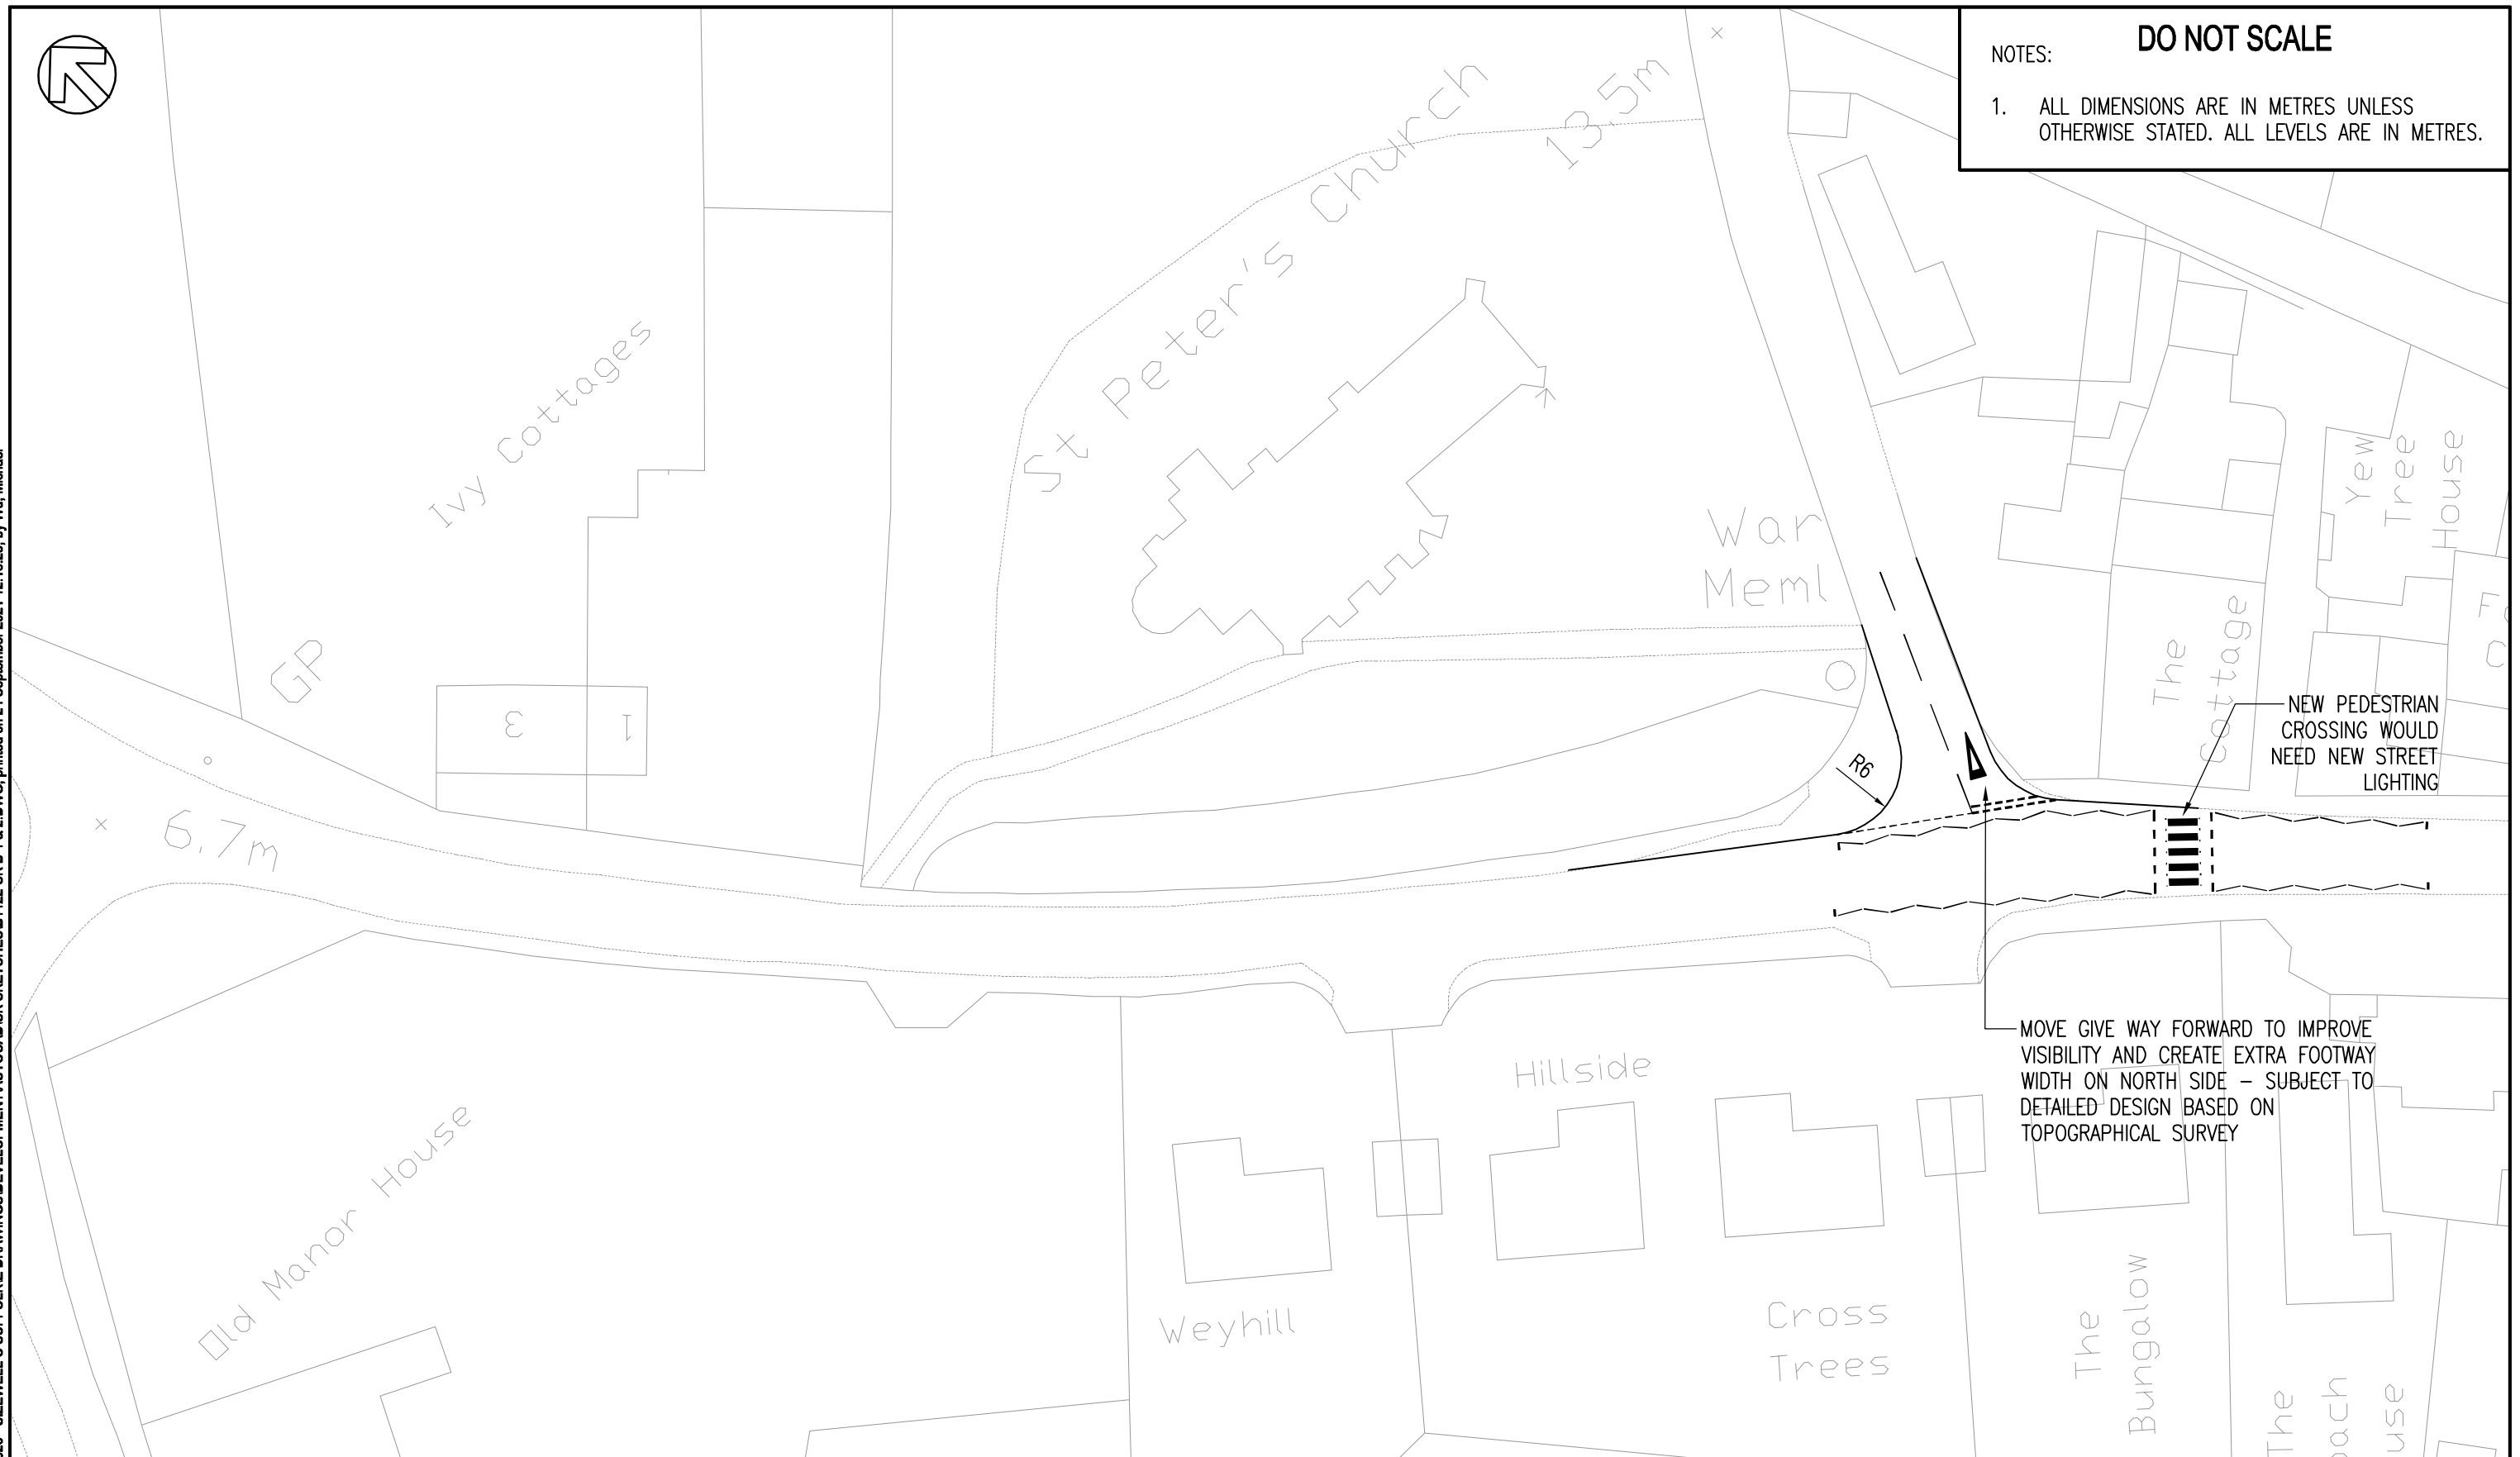 DO NOT SCALE
NOTES:
1. ALL DIMENSIONS ARE IN METRES UNLESS
OTHERWISE STATED. ALL LEVELS ARE IN METRES.
St Peter's Church
13.5m
Ivy Cottages
GP
3
1
6.7m
War
Meml
R6
Yew
Tree
House
The
Cottage
NEW PEDESTRIAN
CROSSING WOULD
NEED NEW STREET
LIGHTING
MOVE GIVE WAY FORWARD TO IMPROVE
VISIBILITY AND CREATE EXTRA FOOTWAY
WIDTH ON NORTH SIDE – SUBJECT TO
DETAILED DESIGN BASED ON
TOPOGRAPHICAL SURVEY
Old Manor House
Weyhill
Hillside
Cross
Trees
The
Bungalow
The